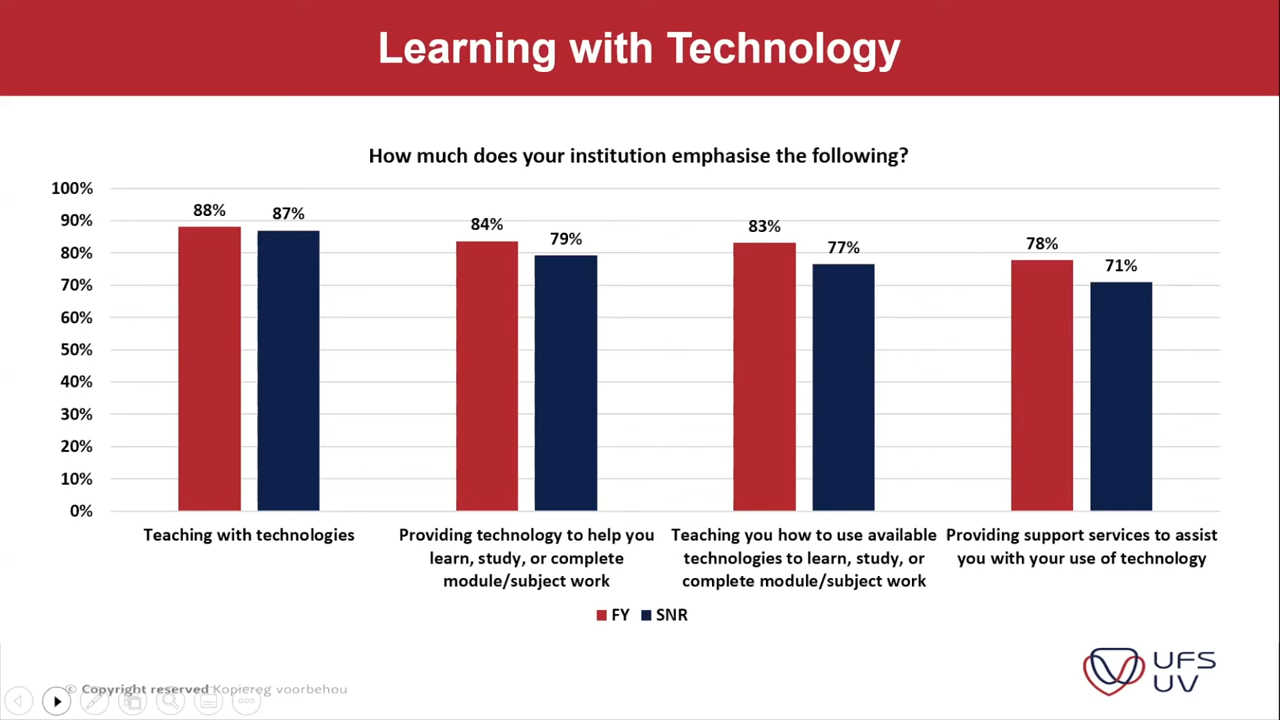 Learning with Technology
How much does your institution emphasise the following?
100%
90%
80%
70%
60%
50%
40%
30%
20%
10%
0%
88%
87%
84%
79%
83%
77%
78%
71%
Teaching with technologies
Providing technology to help you
learn, study, or complete
module/subject work
Teaching you how to use available
technologies to learn, study, or
complete module/subject work
Providing support services to assist
you with your use of technology
FY SNR
© Copyright reserved Kopiereg voorbehou
UFS
UV